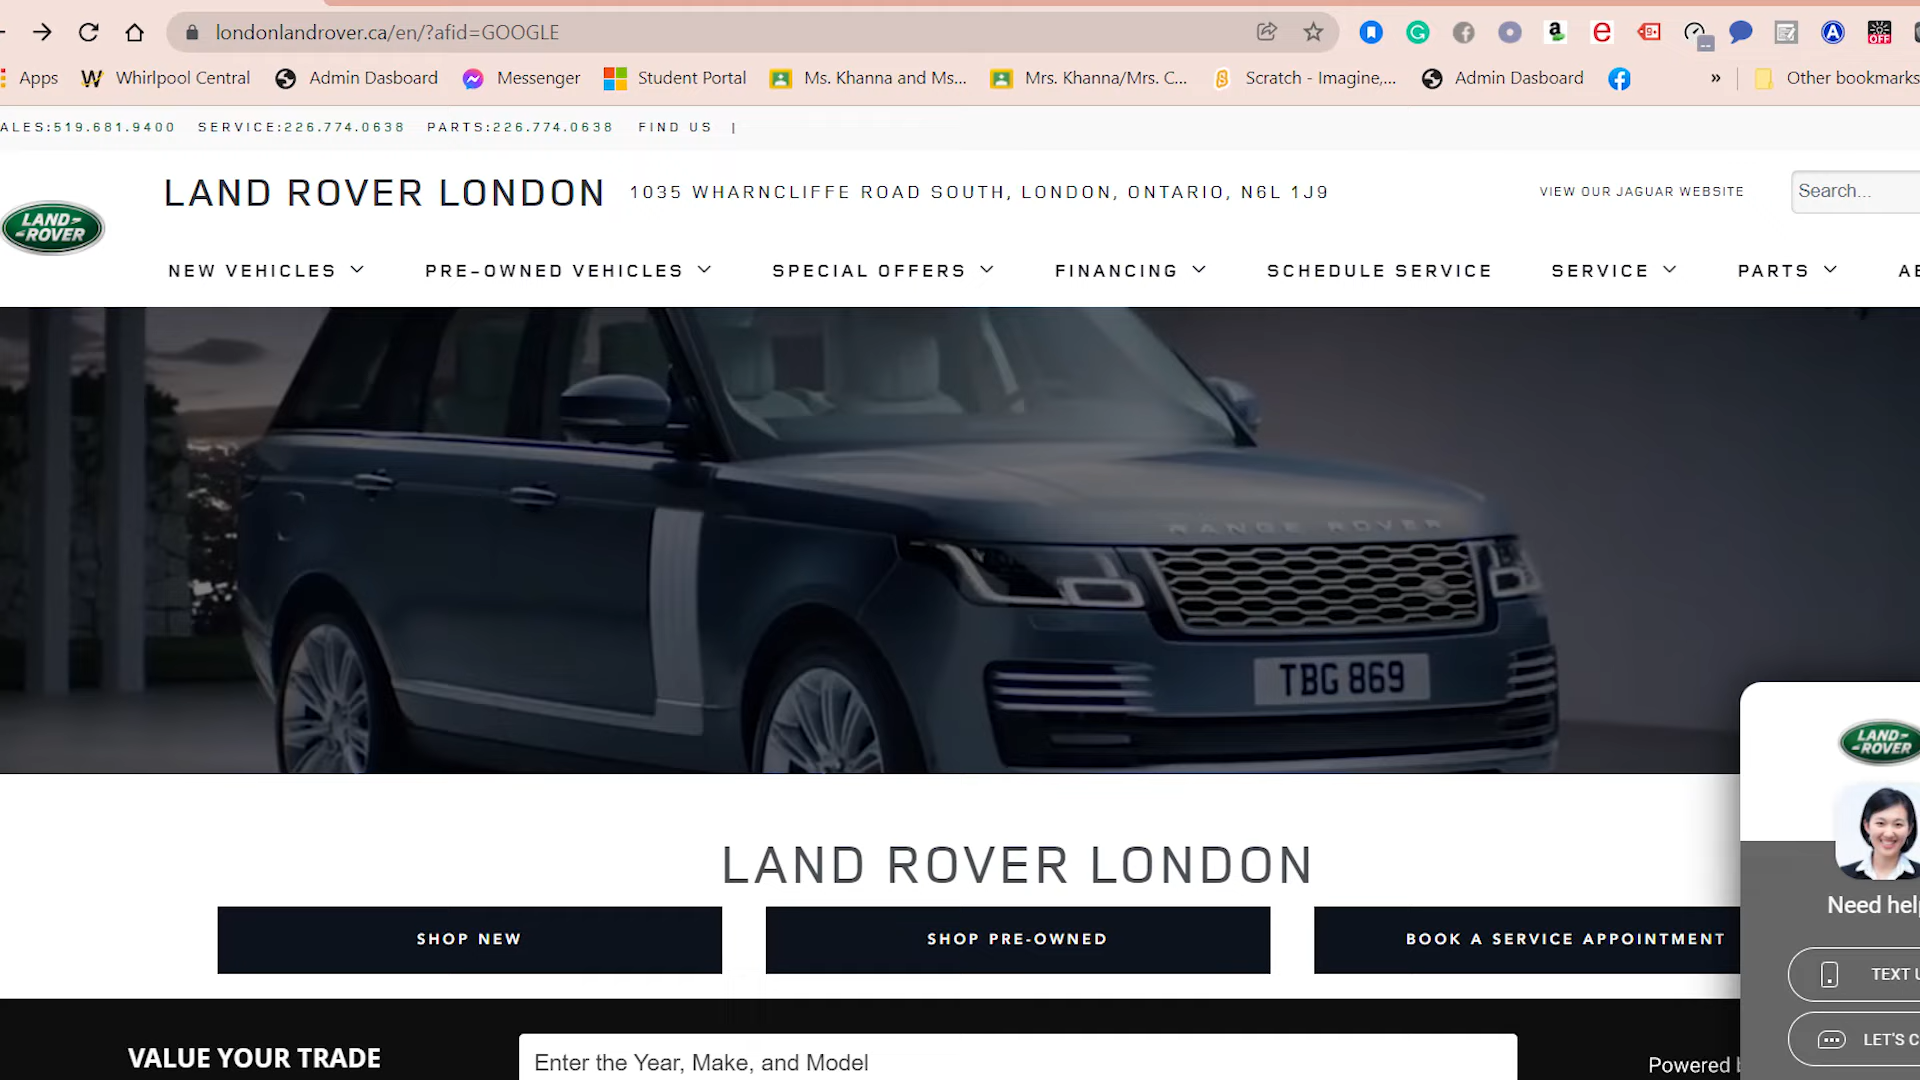 londonlandrover.ca/en/?afid=GOOGLE
Apps Whirlpool Central Admin Dasboard Messenger Student Portal Ms. Khanna and Ms... Mrs. Khanna/Mrs. C... Scratch - Imagine,... Admin Dasboard » Other bookmarks
ALES:519.681.9400 SERVICE:226.774.0638 PARTS:226.774.0638 FIND US |
LAND ROVER
LAND ROVER LONDON 1035 WHARNCLIFFE ROAD SOUTH, LONDON, ONTARIO, N6L 1J9 VIEW OUR JAGUAR WEBSITE Search...
NEW VEHICLES PRE-OWNED VEHICLES SPECIAL OFFERS FINANCING SCHEDULE SERVICE SERVICE PARTS
RANGE ROVER
TBG 869
LAND ROVER
LAND ROVER LONDON
SHOP NEW SHOP PRE-OWNED BOOK A SERVICE APPOINTMENT
Need help
TEXT U
LET'S C
VALUE YOUR TRADE Enter the Year, Make, and Model Powered